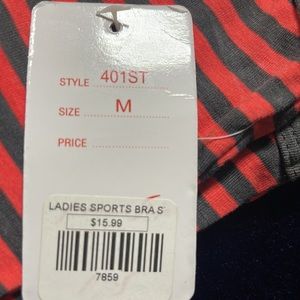 STYLE 401ST
SIZE M
PRICE
LADIES SPORTS BRA S
$15.99
7859